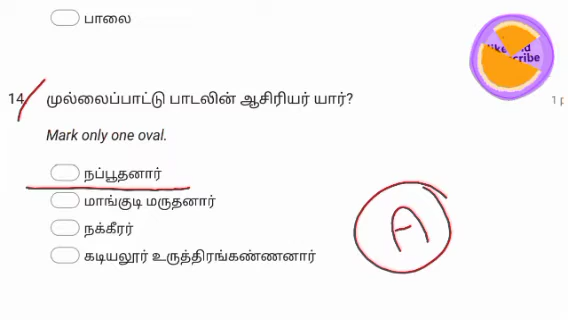 பாலை
14. முல்லைப்பாட்டு பாடலின் ஆசிரியர் யார்?
Mark only one oval.
நப்பூதனார்
மாங்குடி மருதனார்
நக்கீரர்
கடியலூர் உருத்திரங்கண்ணனார்
A